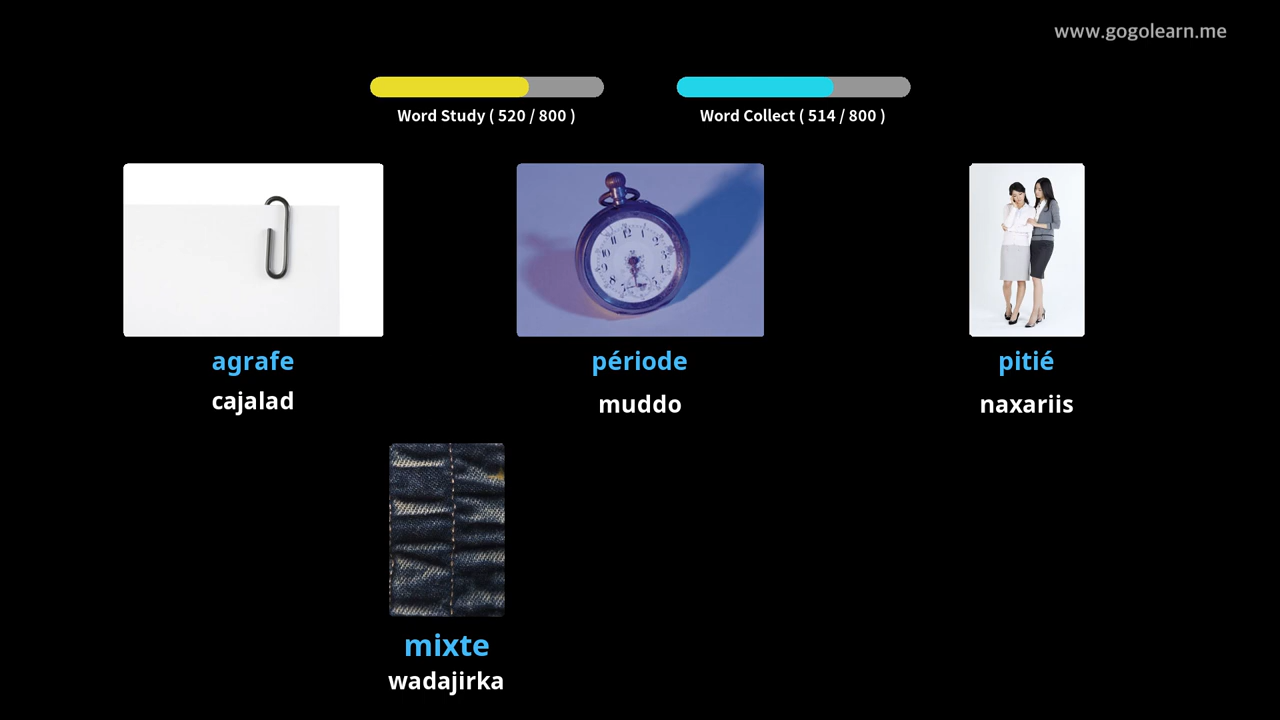 www.gogolearn.me
Word Study ( 520 / 800 )
Word Collect ( 514 / 800 )
agrafe
cajalad
période
muddo
pitié
naxariis
mixte
wadajirka